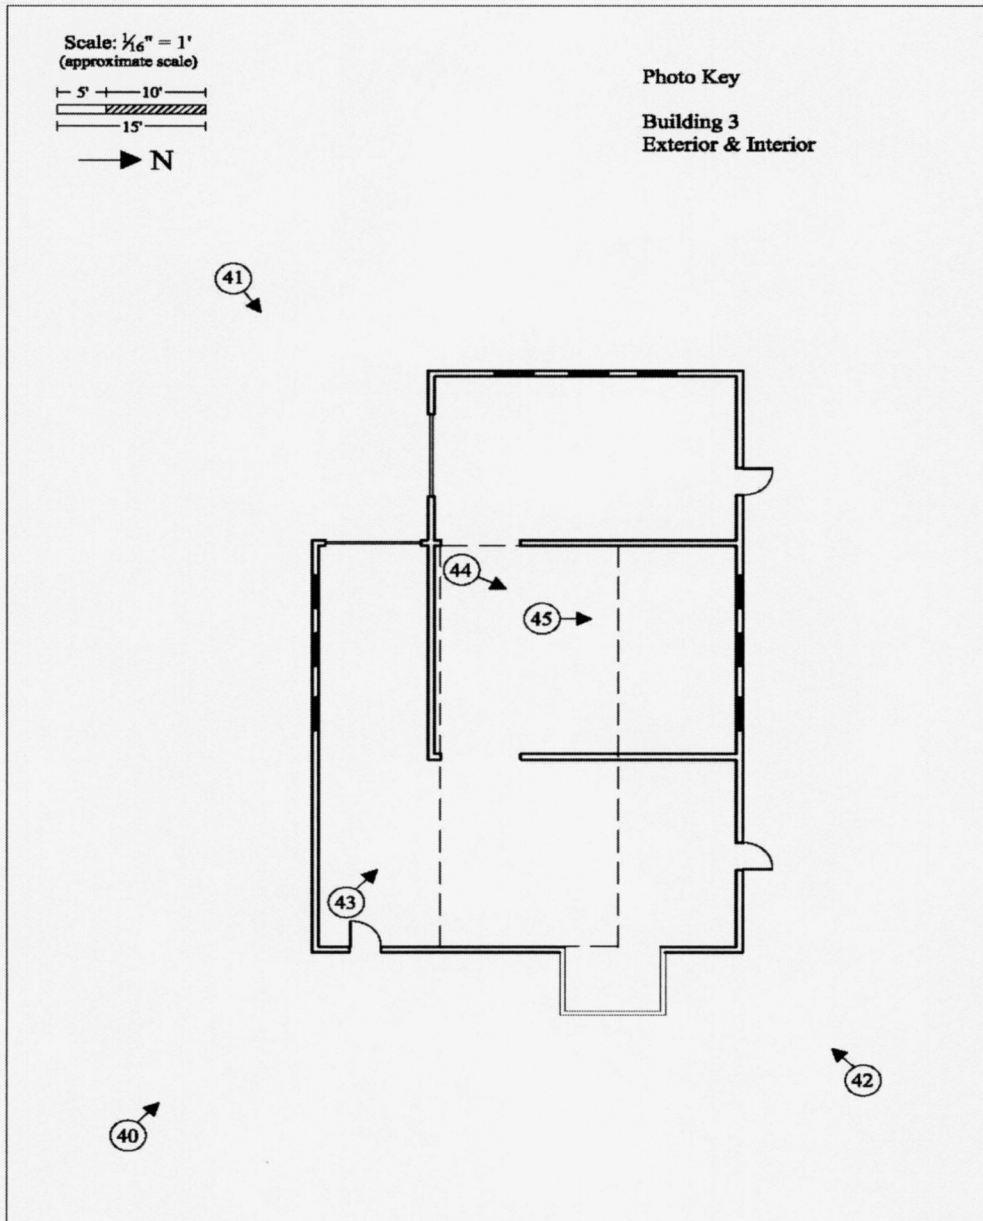 Scale: 1/16" = 1'
(approximate scale)
5' 10'
15'
N
Photo Key
Building 3
Exterior & Interior
41
44
45
43
42
40